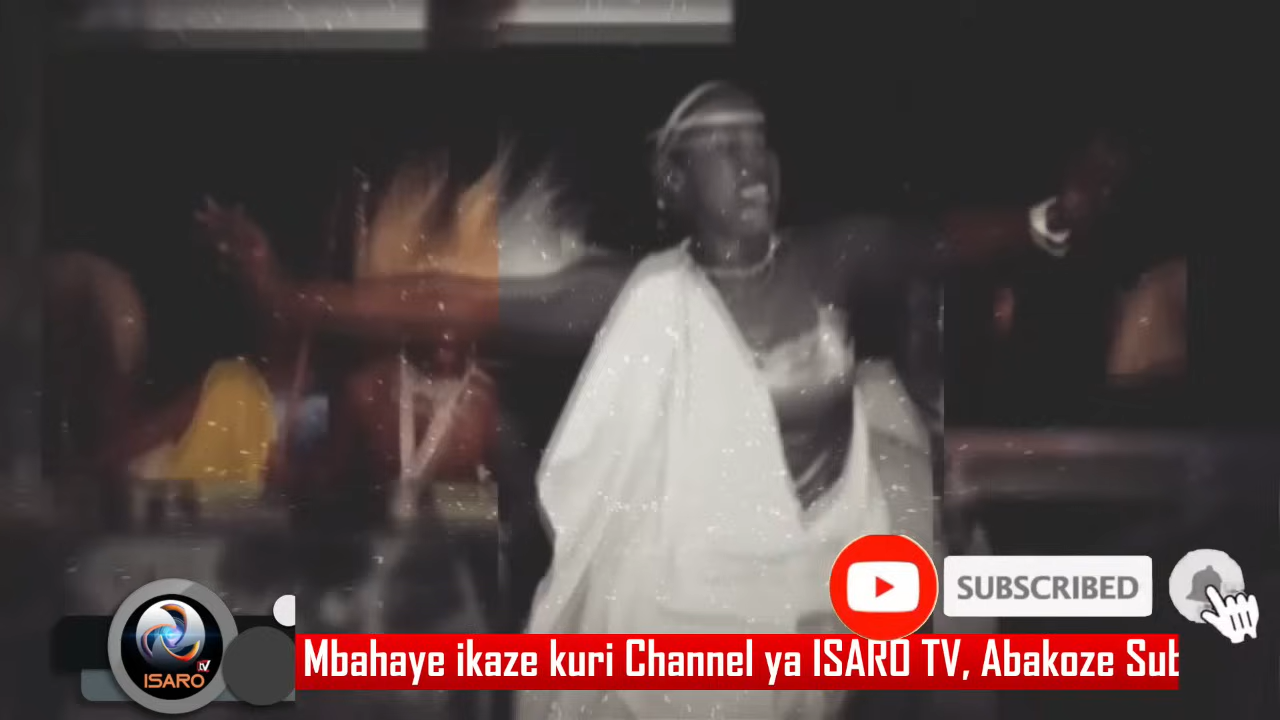 SUBSCRIBED
Mbahaye ikaze kuri Channel ya ISARO TV, Abakoze Sub
TV
ISARO